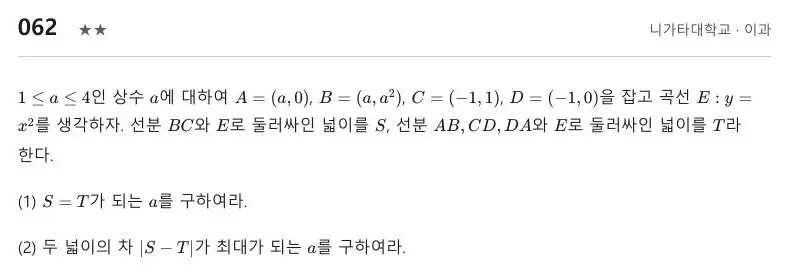 062 ★★ 니가타대학교 · 이과
1 ≤ a ≤ 4인 상수 a에 대하여 A = (a, 0), B = (a, a²), C = (−1, 1), D = (−1, 0)을 잡고 곡선 E : y =
x²를 생각하자. 선분 BC와 E로 둘러싸인 넓이를 S, 선분 AB, CD, DA와 E로 둘러싸인 넓이를 T라
한다.
(1) S = T가 되는 a를 구하여라.
(2) 두 넓이의 차 |S − T|가 최대가 되는 a를 구하여라.